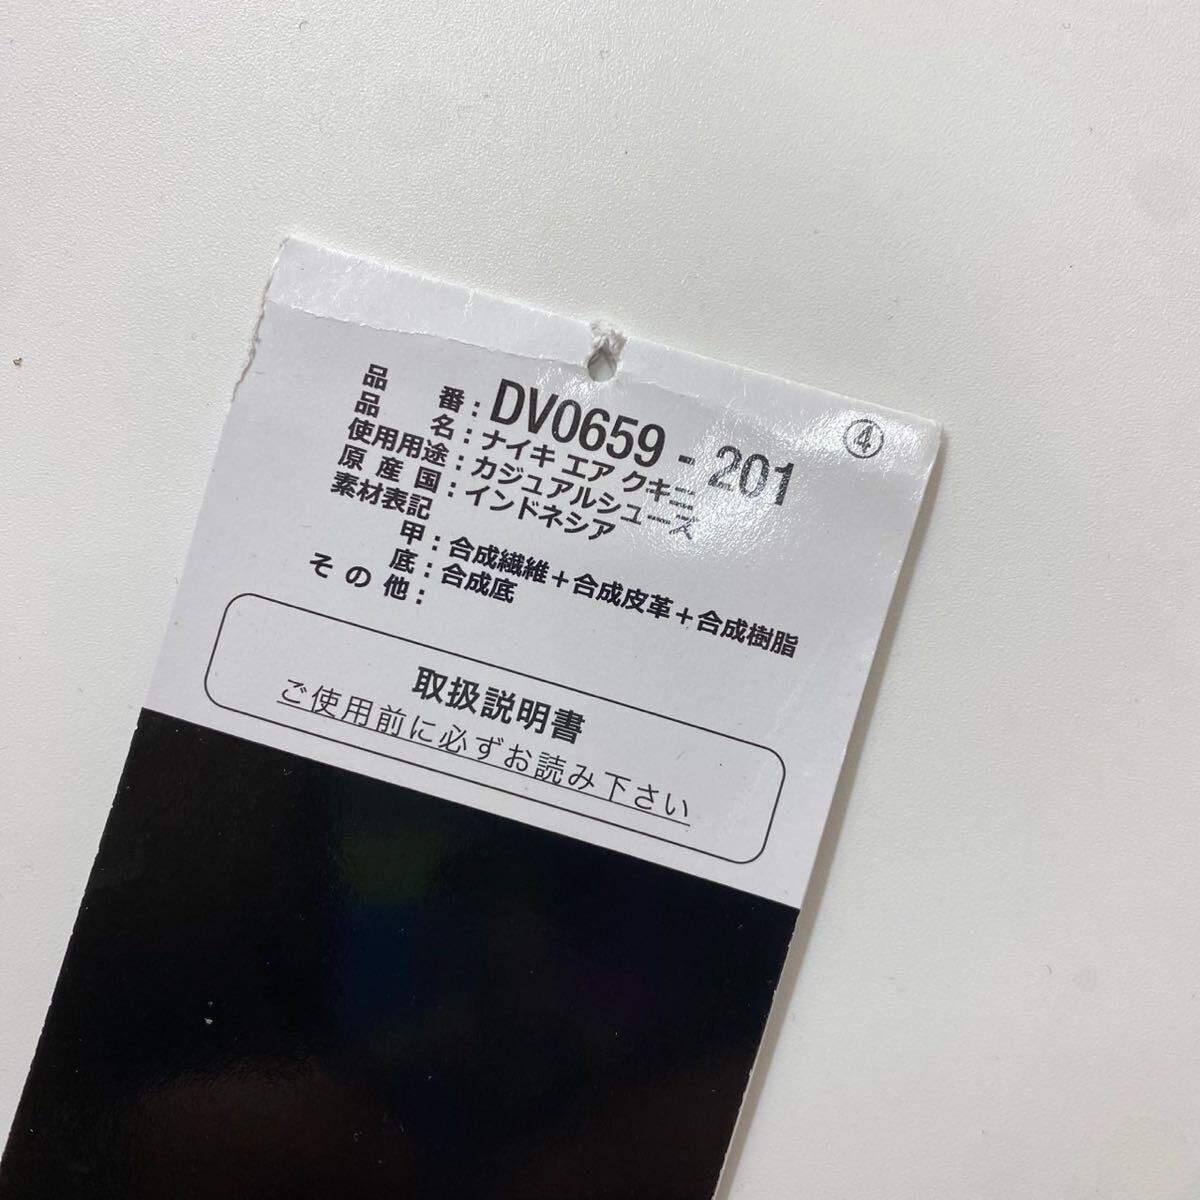 ④
品番:DV0659-201
品名:ナイキ エア クキニ
使用用途:カジュアルシューズ
原産国:インドネシア
素材表記
甲:合成繊維+合成皮革+合成樹脂
底:合成底
その他:
取扱説明書
ご使用前に必ずお読み下さい